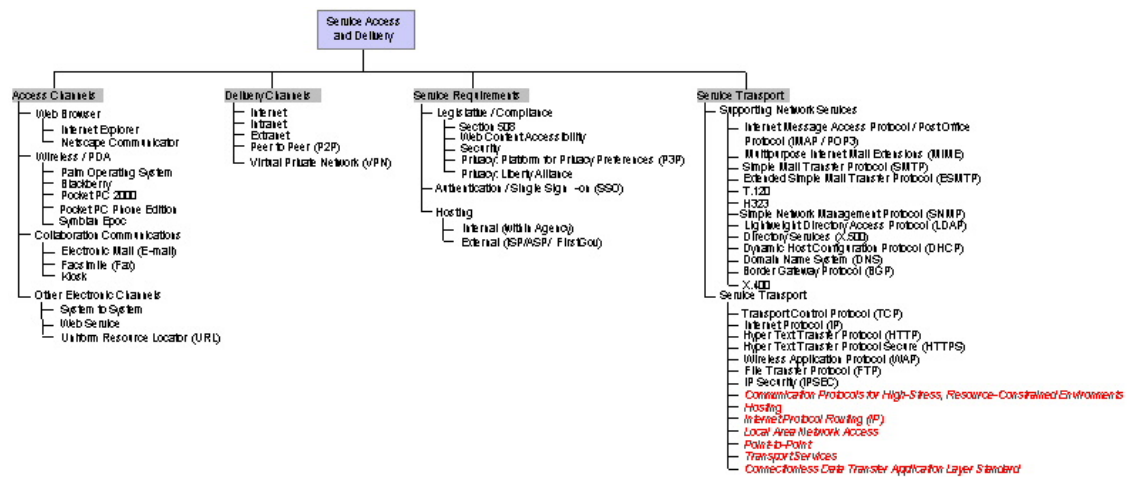 Service Access
and Delivery
Access Channels
Web Browser
Internet Explorer
Netscape Communicator
Wireless / PDA
Palm Operating System
Blackberry
Pocket PC 2000
Pocket PC Phone Edition
Symbian Epoc
Collaboration Communications
Electronic Mail (E-mail)
Facsimile (Fax)
Kiosk
Other Electronic Channels
System to System
Web Service
Uniform Resource Locator (URL)
Delivery Channels
Internet
Intranet
Extranet
Peer to Peer (P2P)
Virtual Private Network (VPN)
Service Requirements
Legislative / Compliance
Section 508
Web Content Accessibility
Security
Privacy: Platform for Privacy Preferences (P3P)
Privacy: Liberty Alliance
Authentication / Single Sign -on (SSO)
Hosting
Internal (within Agency)
External (ISP/ASP/ FirstGov)
Service Transport
Supporting Network Services
Internet Message Access Protocol / Post Office
Protocol (IMAP / POP3)
Multipurpose Internet Mail Extensions (MIME)
Simple Mail Transfer Protocol (SMTP)
Extended Simple Mail Transfer Protocol (ESMTP)
T.120
H323
Simple Network Management Protocol (SNMP)
Lightweight Directory Access Protocol (LDAP)
Directory Services (X.500)
Dynamic Host Configuration Protocol (DHCP)
Domain Name System (DNS)
Border Gateway Protocol (BGP)
X.400
Service Transport
Transport Control Protocol (TCP)
Internet Protocol (IP)
Hyper Text Transfer Protocol (HTTP)
Hyper Text Transfer Protocol Secure (HTTPS)
Wireless Application Protocol (WAP)
File Transfer Protocol (FTP)
IP Security (IPSEC)
Communication Protocols for High-Stress, Resource-Constrained Environments
Hosting
Internet Protocol Routing (IP)
Local Area Network Access
Point-to-Point
Transport Services
Connectionless Data Transfer Application Layer Standard